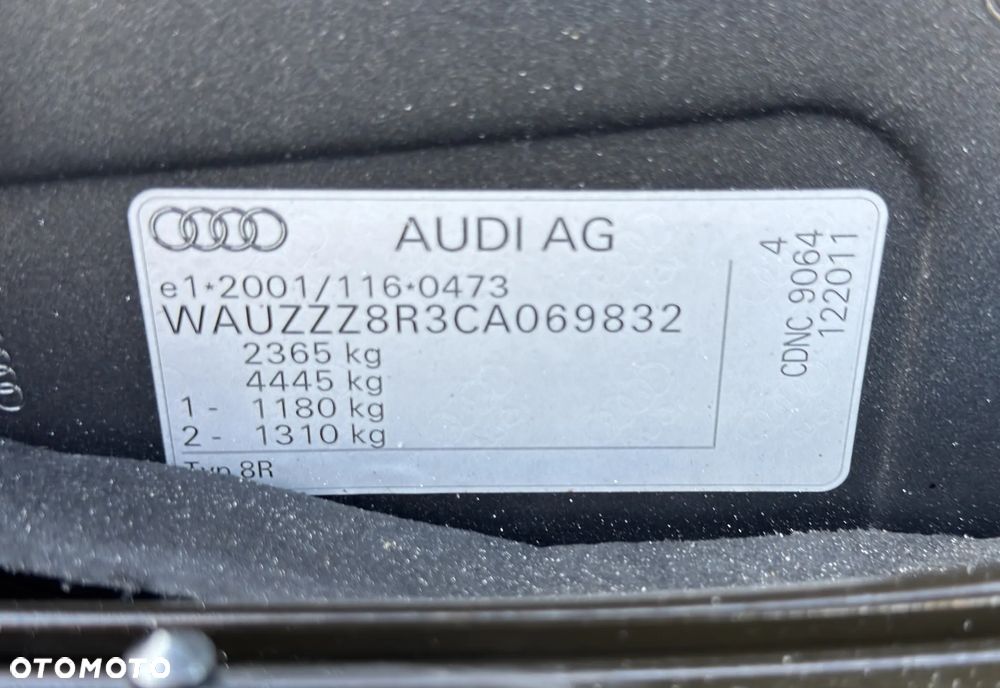 AUDI AG
e1*2001/116*0473
WAUZZZ8R3CA069832
2365 kg
4445 kg
1 - 1180 kg
2 - 1310 kg
Typ 8R
4
CDNC 9064
122011
OTOMOTO